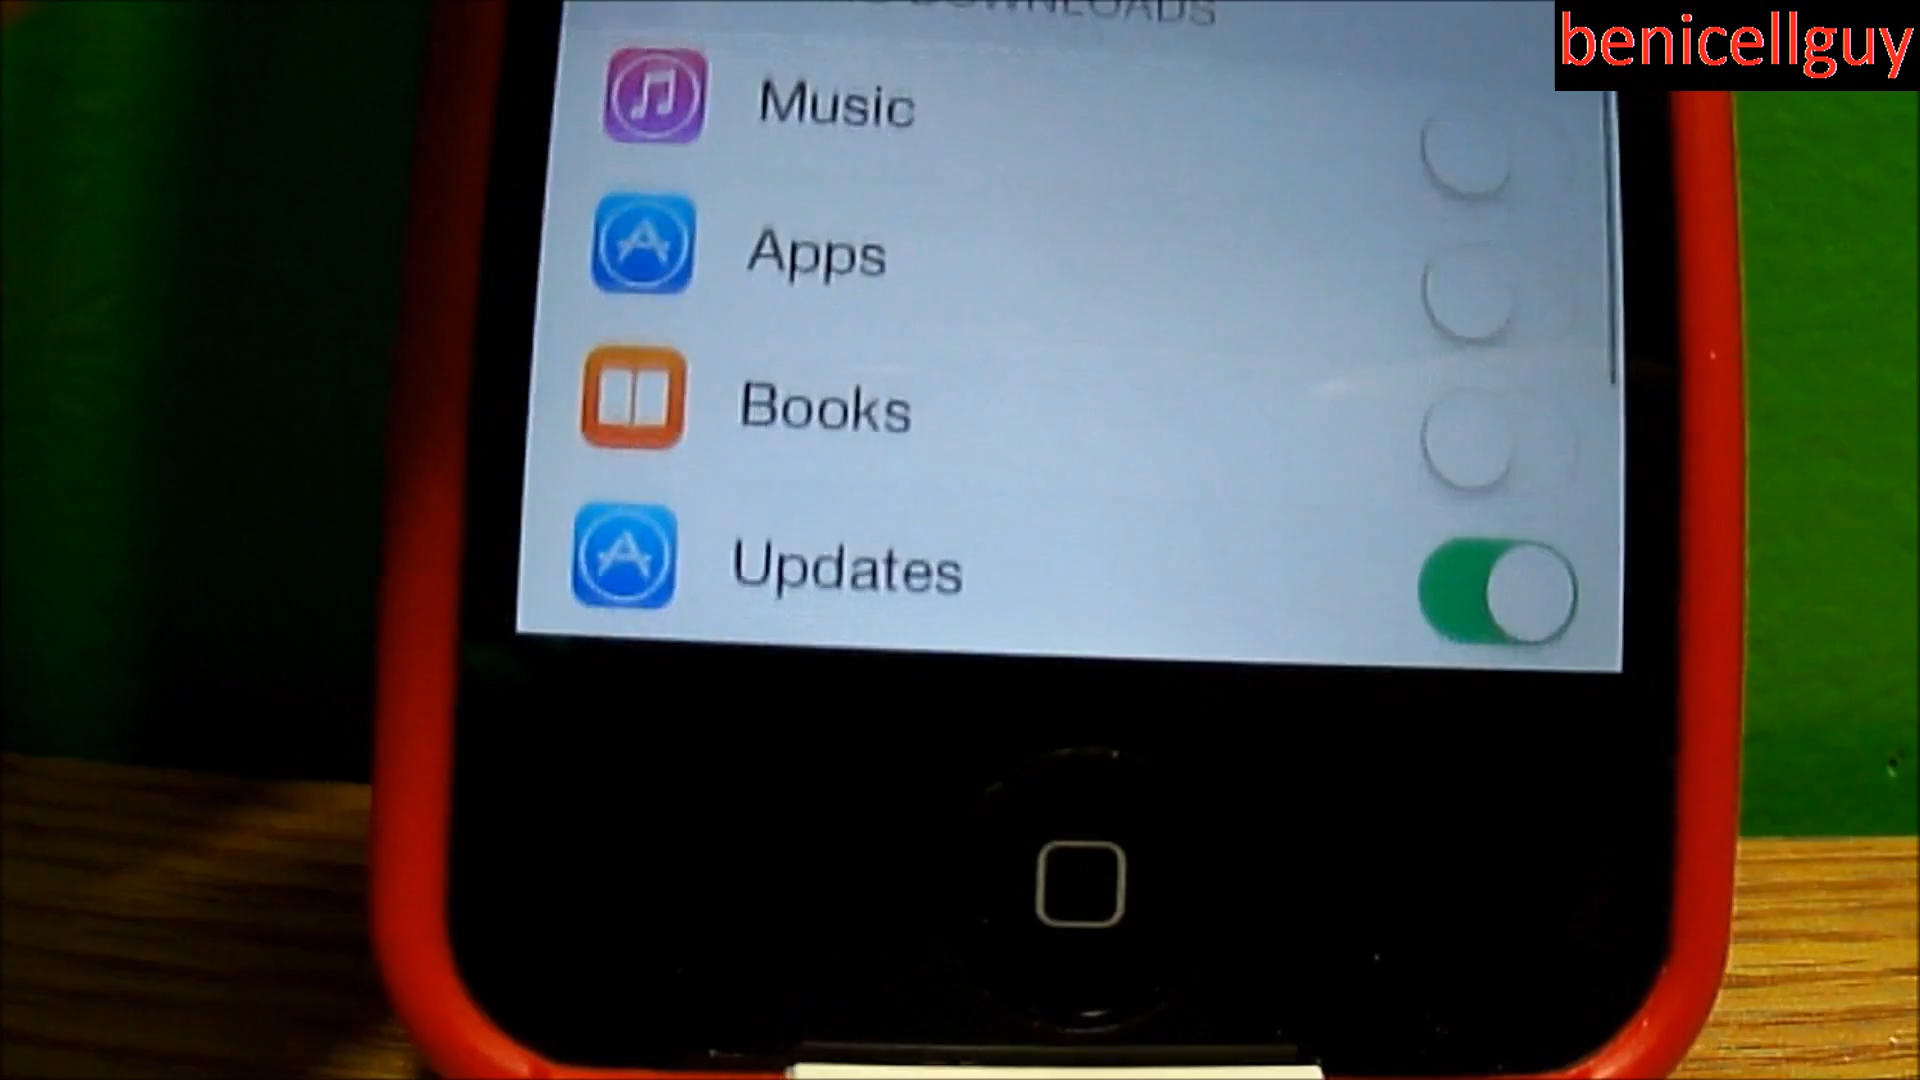 DOWNLOADS
benicellguy
Music
Apps
Books
Updates